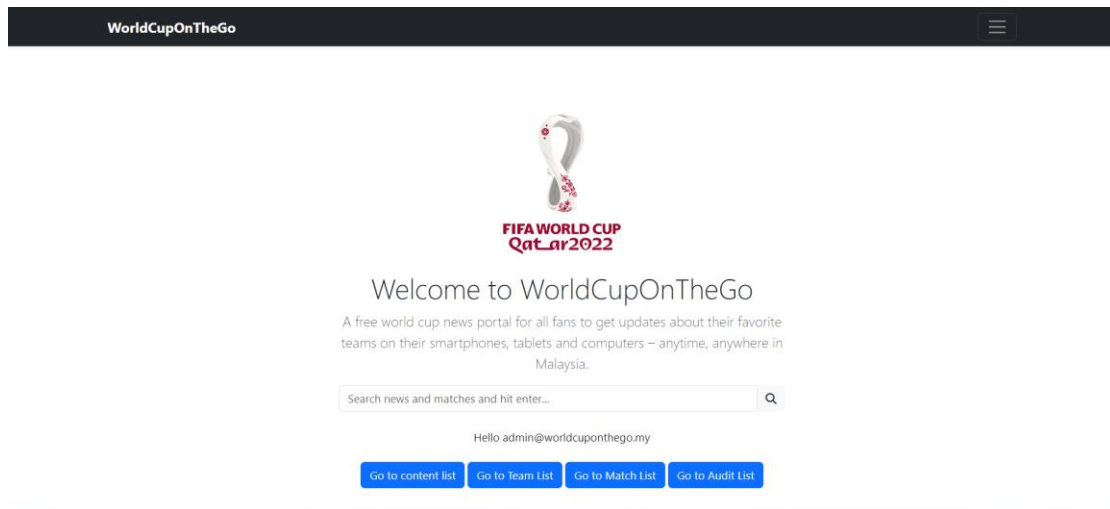 WorldCupOnTheGo
FIFA WORLD CUP
Qatar2022
Welcome to WorldCupOnTheGo
A free world cup news portal for all fans to get updates about their favorite
teams on their smartphones, tablets and computers – anytime, anywhere in
Malaysia.
Search news and matches and hit enter...
Hello admin@worldcuponthego.my
Go to content list Go to Team List Go to Match List Go to Audit List